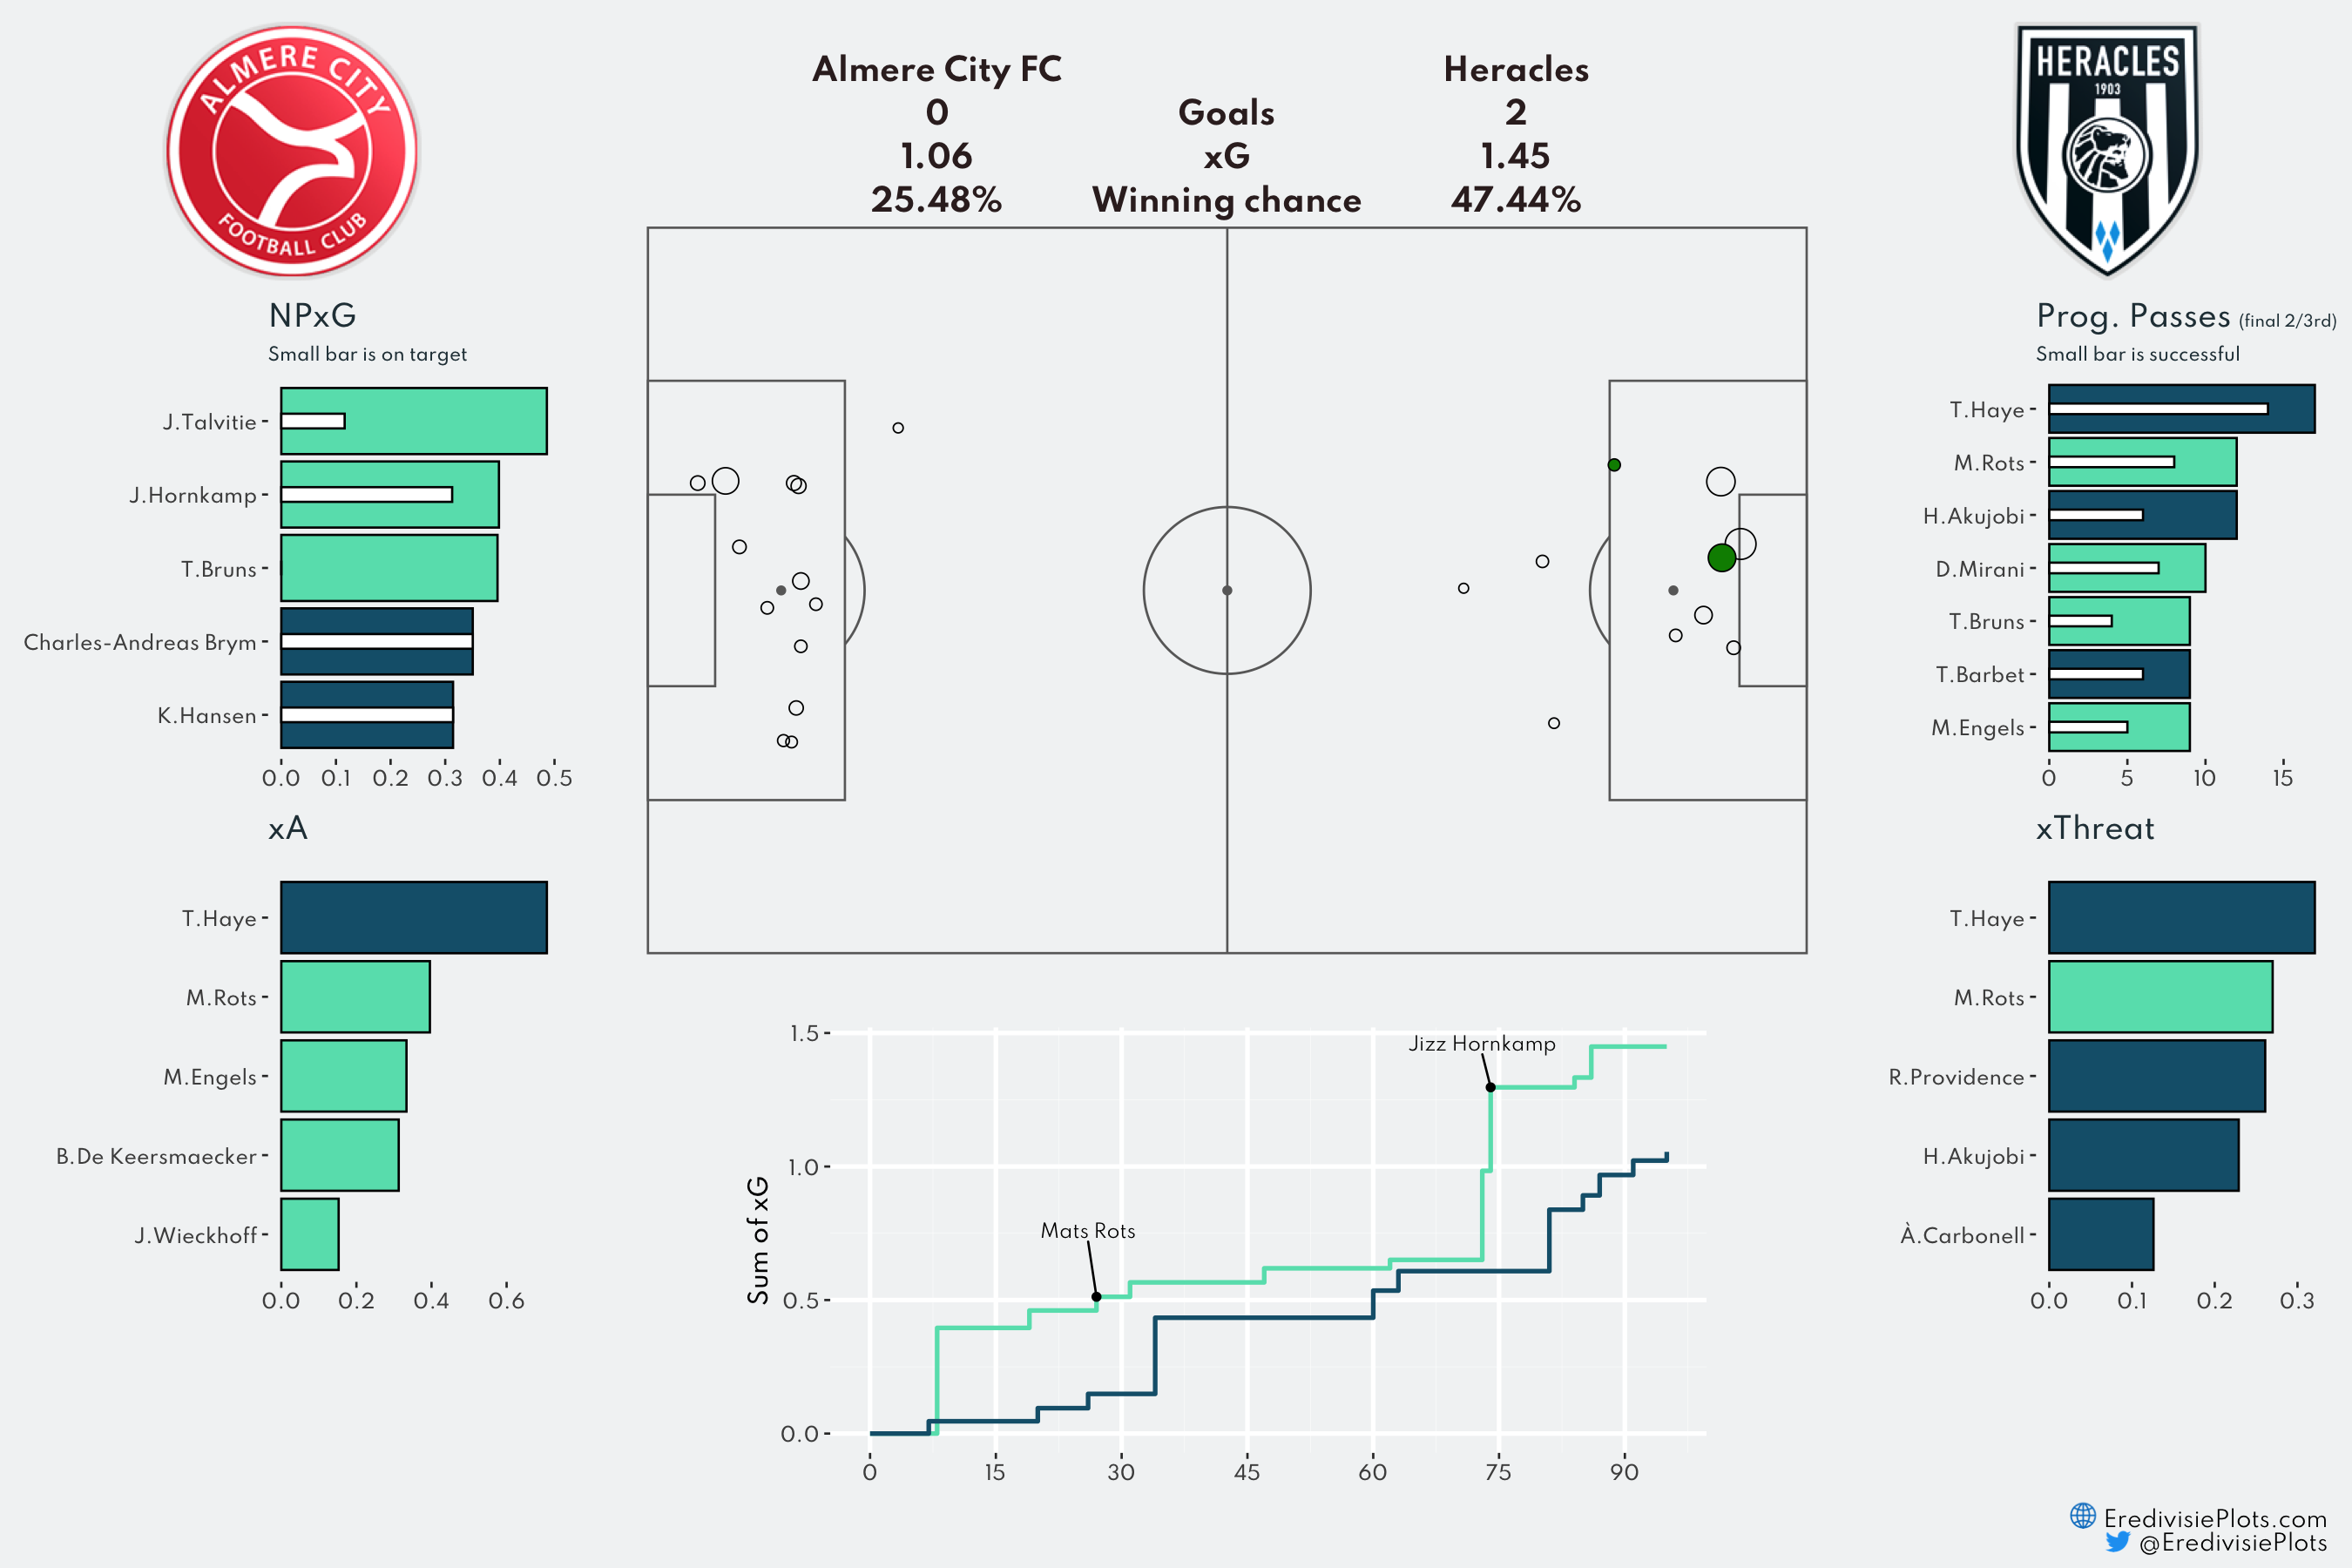 ALMERE CITY
FOOTBALL CLUB
Almere City FC Heracles
0 Goals 2
1.06 xG 1.45
25.48% Winning chance 47.44%
HERACLES
1903
NPxG
Small bar is on target
J.Talvitie
J.Hornkamp
T.Bruns
Charles-Andreas Brym
K.Hansen
0.0 0.1 0.2 0.3 0.4 0.5
xA
T.Haye
M.Rots
M.Engels
B.De Keersmaecker
J.Wieckhoff
0.0 0.2 0.4 0.6
Sum of xG
1.5
1.0
0.5
0.0
Jizz Hornkamp
Mats Rots
0 15 30 45 60 75 90
Prog. Passes (final 2/3rd)
Small bar is successful
T.Haye
M.Rots
H.Akujobi
D.Mirani
T.Bruns
T.Barbet
M.Engels
0 5 10 15
xThreat
T.Haye
M.Rots
R.Providence
H.Akujobi
À.Carbonell
0.0 0.1 0.2 0.3
EredivisiePlots.com
@EredivisiePlots